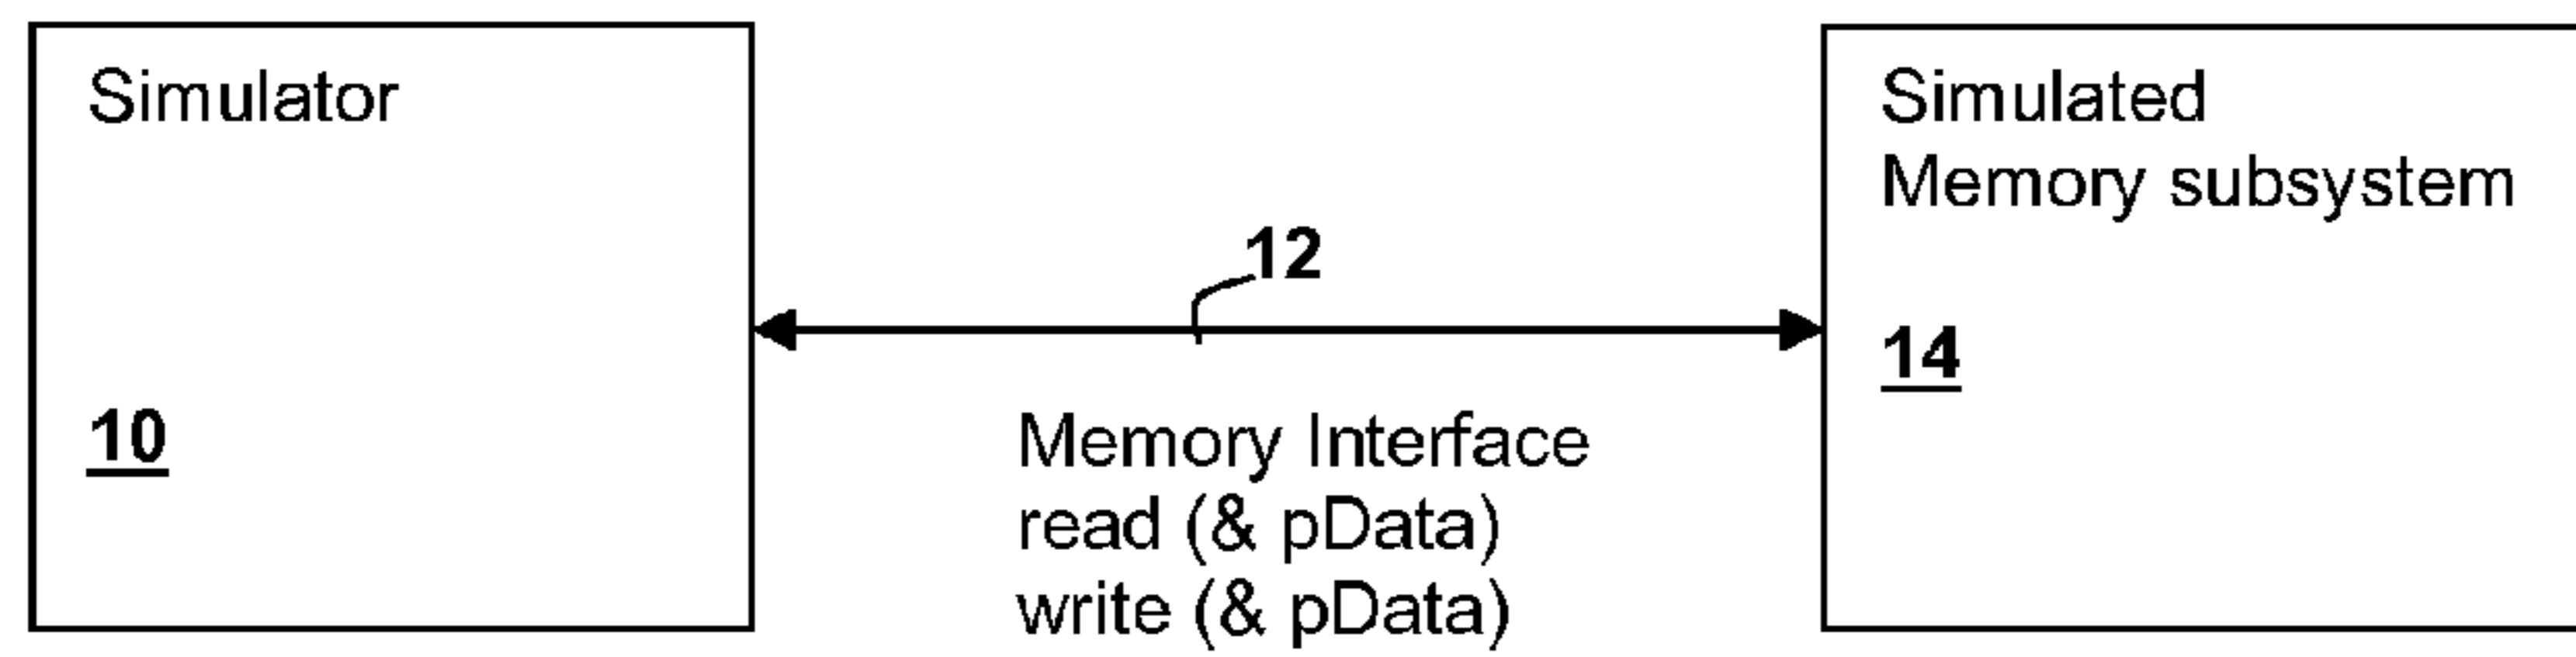 Simulator
10
12
Memory Interface
read (& pData)
write (& pData)
Simulated
Memory subsystem
14